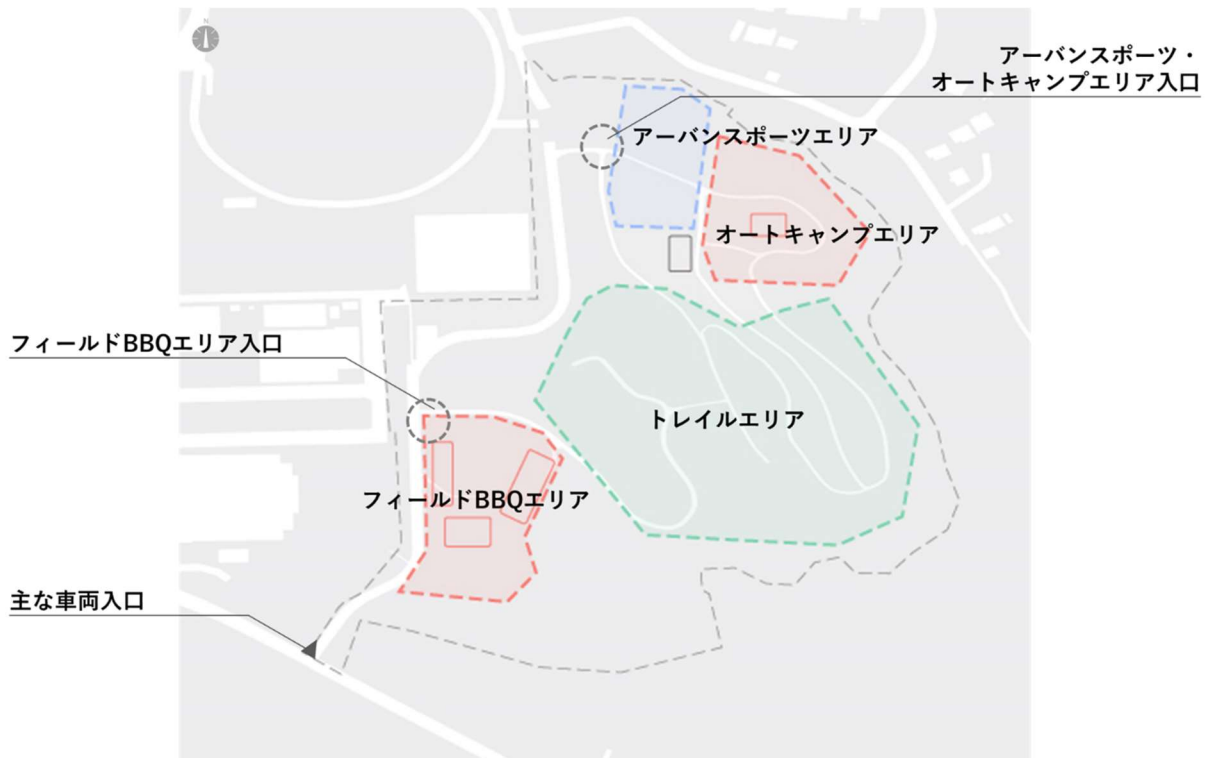 N
アーバンスポーツ・
オートキャンプエリア入口
アーバンスポーツエリア
オートキャンプエリア
フィールドBBQエリア入口
トレイルエリア
フィールドBBQエリア
主な車両入口